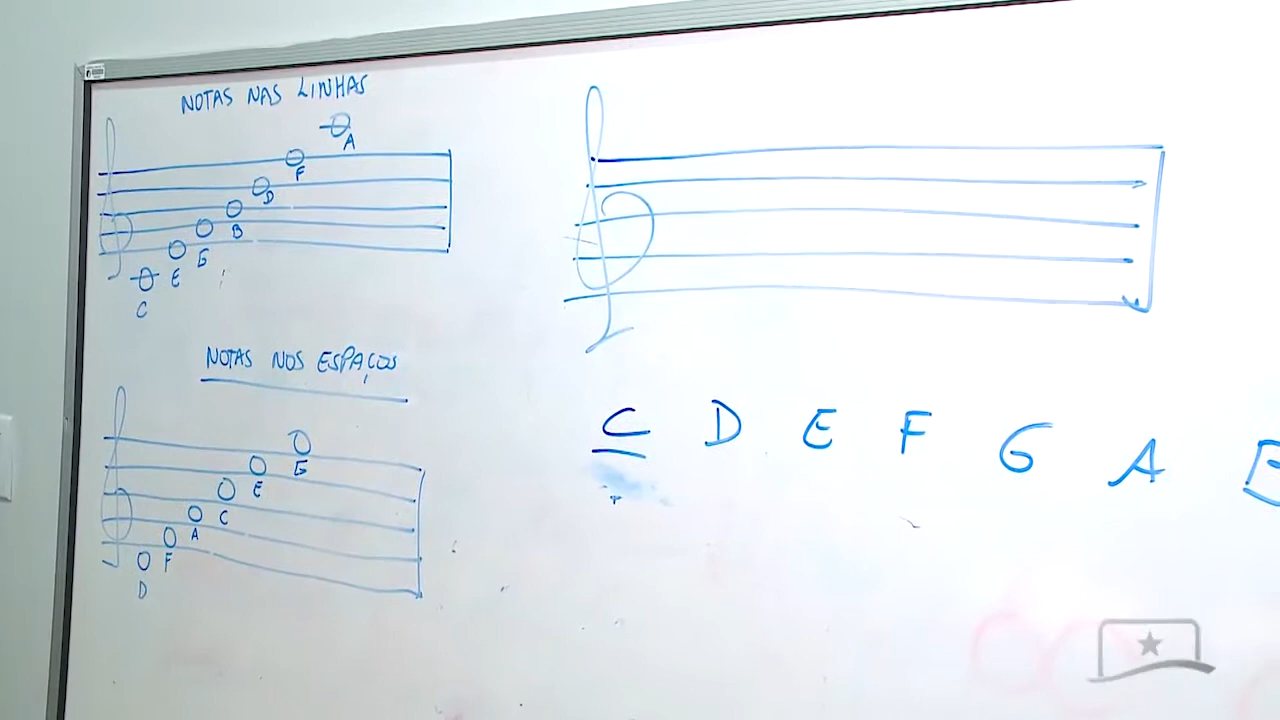 NOTAS NAS LINHAS
C E G B D F A
NOTAS NOS ESPAÇOS
D F A C E G
C D E F G A B